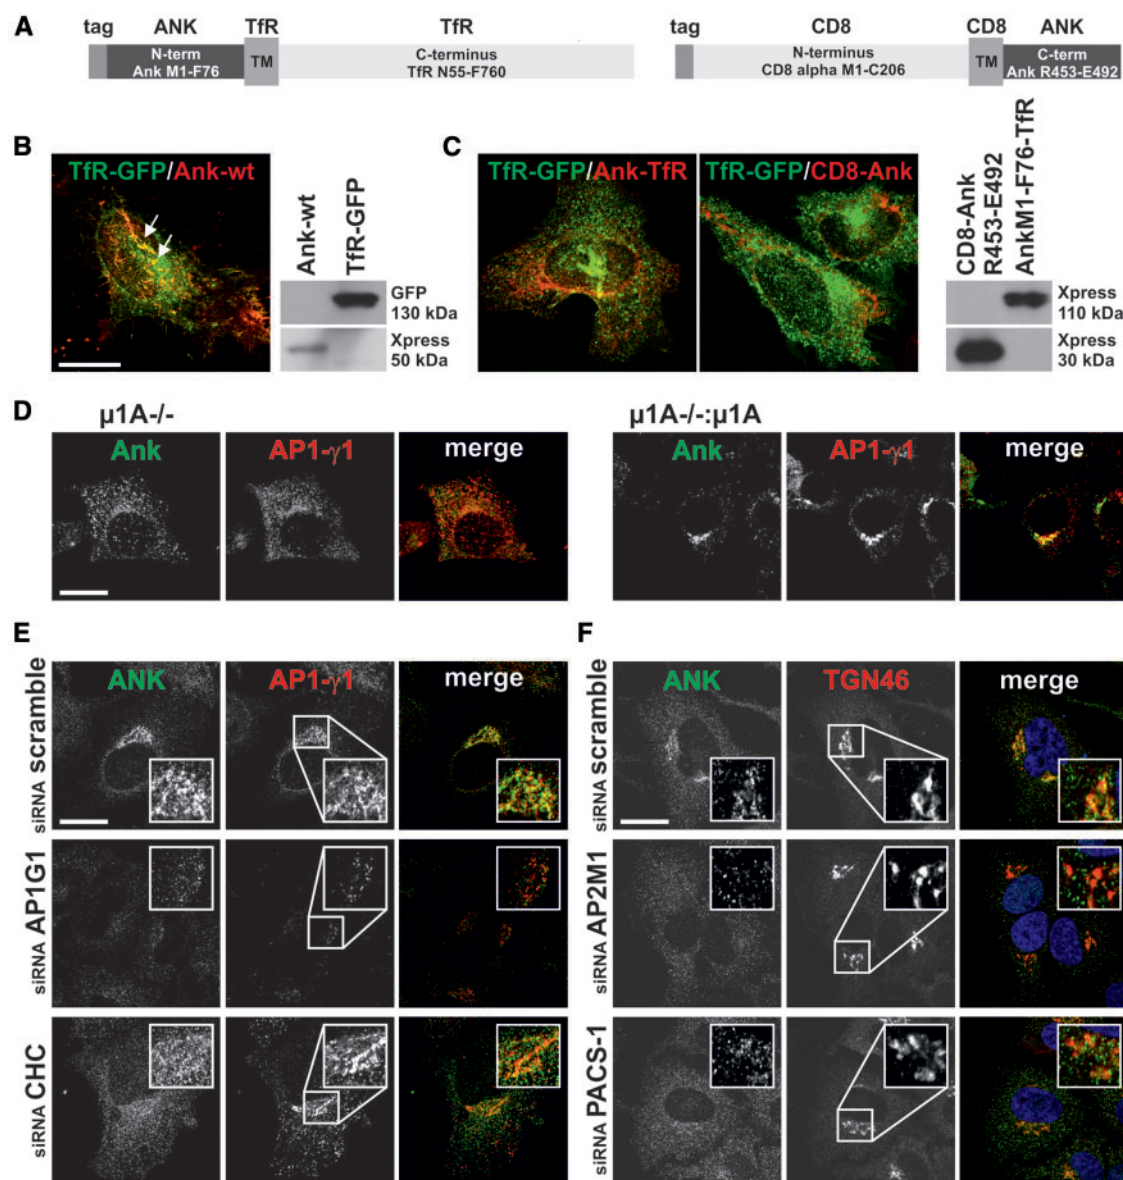 A
tag ANK TfR TfR
N-term
Ank M1-F76
TM
C-terminus
TfR N55-F760
tag CD8 CD8 ANK
N-terminus
CD8 alpha M1-C206
TM
C-term
Ank R453-E492
B
TfR-GFP/Ank-wt
Ank-wt
TfR-GFP
GFP
130 kDa
Xpress
50 kDa
C
TfR-GFP/Ank-TfR
TfR-GFP/CD8-Ank
CD8-Ank
R453-E492
AnkM1-F76-TfR
Xpress
110 kDa
Xpress
30 kDa
D
µ1A-/-
Ank AP1-γ1 merge
µ1A-/-:µ1A
Ank AP1-γ1 merge
E
siRNA scramble
ANK AP1-γ1 merge
siRNA AP1G1
siRNA CHC
F
siRNA scramble
ANK TGN46 merge
siRNA AP2M1
siRNA PACS-1